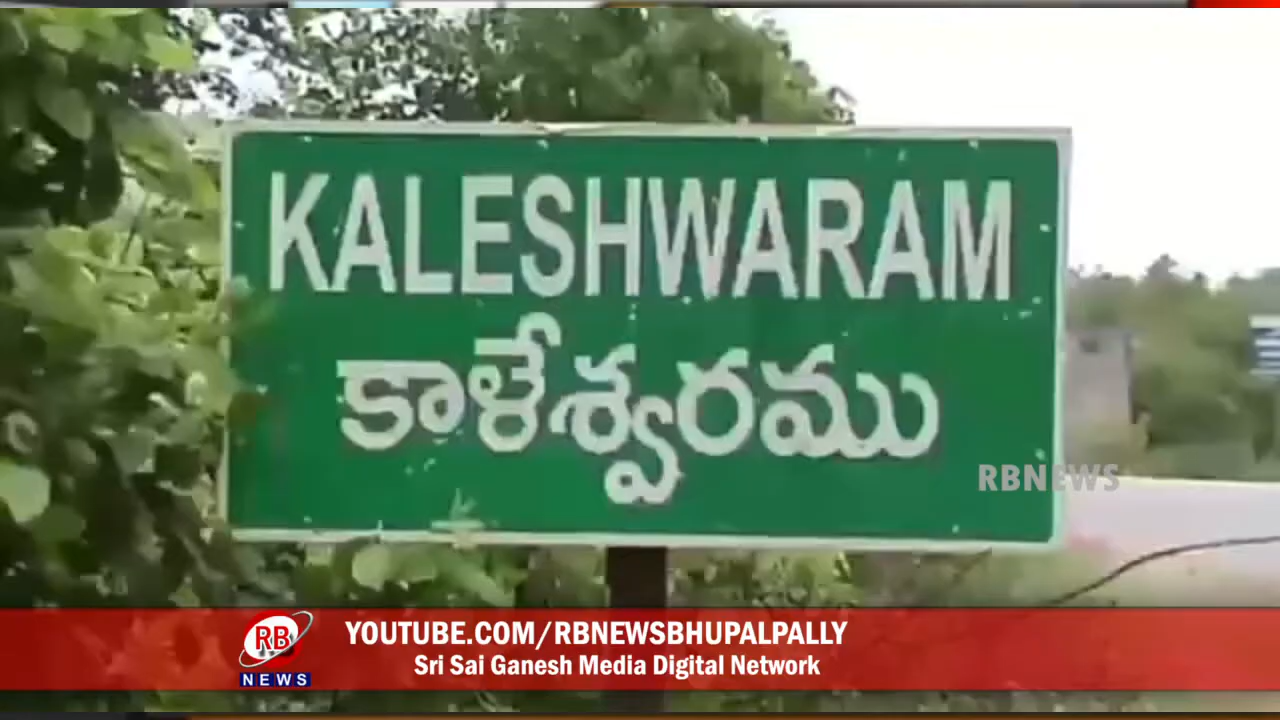 KALESHWARAM
కాళేశ్వరము
RBNEWS
RB
NEWS
YOUTUBE.COM/RBNEWSBHUPALPALLY
Sri Sai Ganesh Media Digital Network